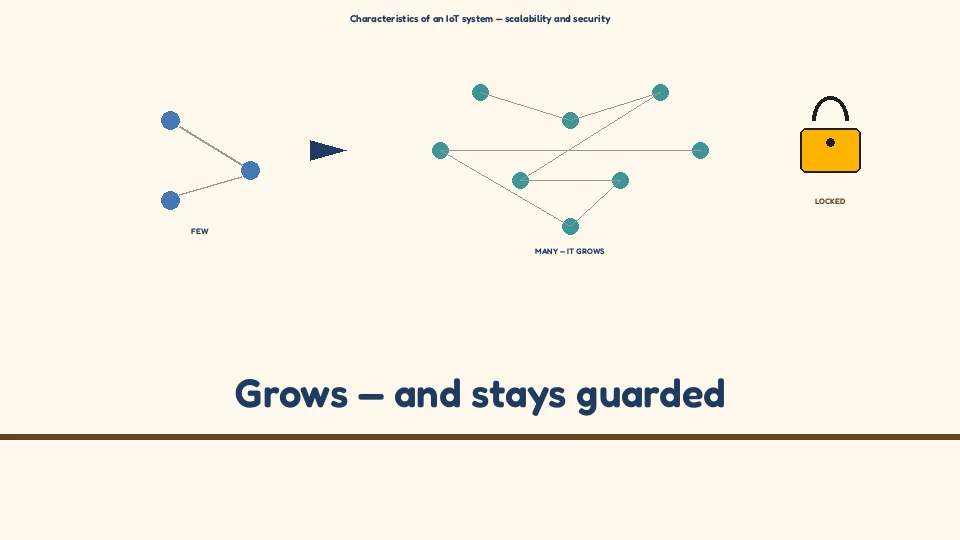 Characteristics of an IoT system — scalability and security
FEW
MANY — IT GROWS
LOCKED
Grows — and stays guarded